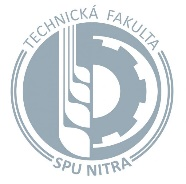 TECHNICKÁ FAKULTA
SPU NITRA